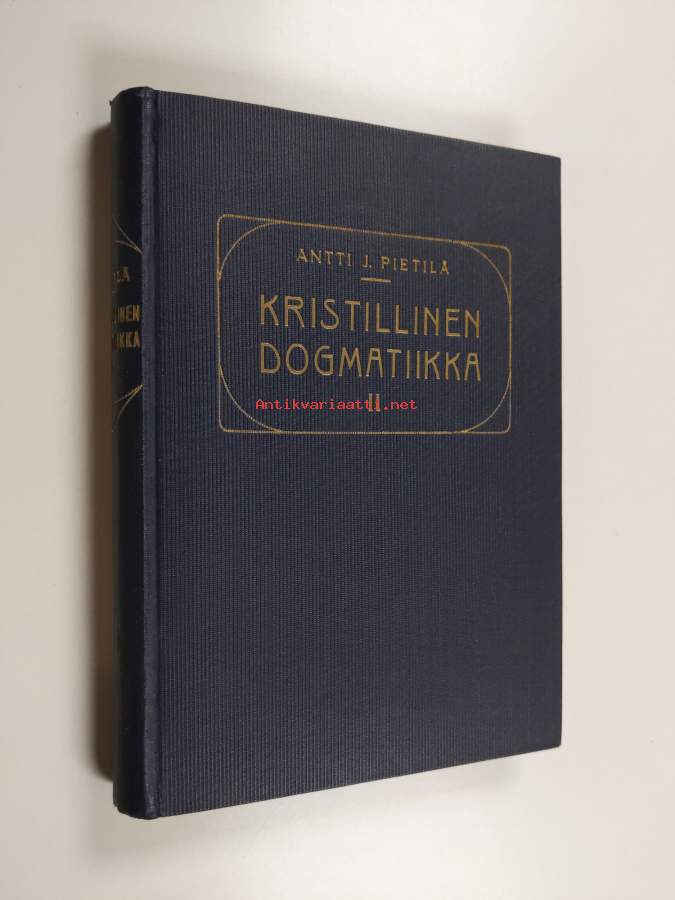 ANTTI J. PIETILÄ
KRISTILLINEN
DOGMATIIKKA
II
Antikvariaatti.net